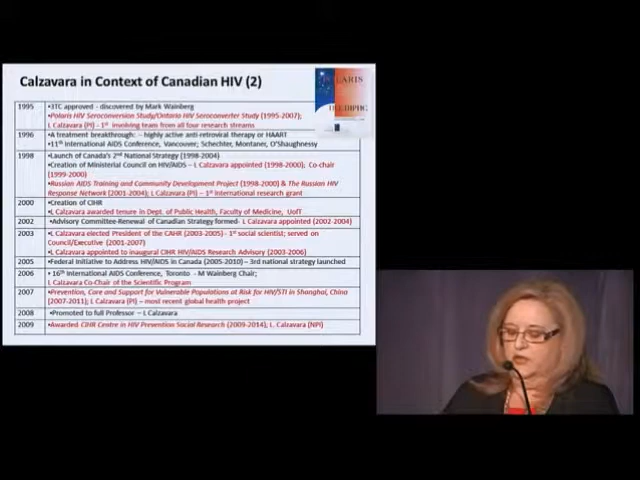 Calzavara in Context of Canadian HIV (2)
POLARIS
1995
•3TC approved - discovered by Mark Wainberg
•Polaris HIV Seroconversion Study/Ontario HIV Seroconverter Study (1995-2007);
L Calzavara (PI) - 1st involving team from all four research streams
1996
•A treatment breakthrough: - highly active anti-retroviral therapy or HAART
•11th International AIDS Conference, Vancouver; Schechter, Montaner, O'Shaughnessy
1998
•Launch of Canada's 2nd National Strategy (1998-2004)
•Creation of Ministerial Council on HIV/AIDS – L Calzavara appointed (1998-2000); Co-chair
(1999-2000)
•Russian AIDS Training and Community Development Project (1998-2000) & The Russian HIV
Response Network (2001-2004); L Calzavara (PI) – 1st International research grant
2000
•Creation of CIHR
•L Calzavara awarded tenure in Dept. of Public Health, Faculty of Medicine, UofT
2002
•Advisory Committee-Renewal of Canadian Strategy formed- L Calzavara appointed (2002-2004)
2003
•L Calzavara elected President of the CAHR (2003-2005) - 1st social scientist; served on
Council/Executive (2001-2007)
•L Calzavara appointed to inaugural CIHR HIV/AIDS Research Advisory (2003-2006)
2005
•Federal Initiative to Address HIV/AIDS in Canada (2005-2010) – 3rd national strategy launched
2006
• 16th International AIDS Conference, Toronto - M Wainberg Chair;
L Calzavara Co-Chair of the Scientific Program
2007
•Prevention, Care and Support for Vulnerable Populations at Risk for HIV/STI in Shanghai, China
(2007-2011); L Calzavara (PI) – most recent global health project
2008
•Promoted to full Professor – L Calzavara
2009
•Awarded CIHR Centre in HIV Prevention Social Research (2009-2014); L Calzavara (NPI)